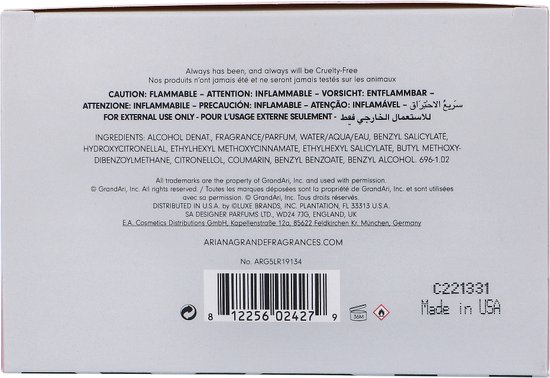 Always has been, and always will be Cruelty-Free
Nos produits n'ont jamais été et ne seront jamais testés sur les animaux
CAUTION: FLAMMABLE – ATTENTION: INFLAMMABLE – VORSICHT: ENTFLAMMBAR –
ATTENZIONE: INFLAMMABILE – PRECAUCIÓN: INFLAMABLE – ATENÇÃO: INFLAMÁVEL – سَريعُ الاحْتِرَاق
FOR EXTERNAL USE ONLY - POUR L'USAGE EXTERNE SEULEMENT - للاستعمال الخارجي فقط
INGREDIENTS: ALCOHOL DENAT., FRAGRANCE/PARFUM, WATER/AQUA/EAU, BENZYL SALICYLATE,
HYDROXYCITRONELLAL, ETHYLHEXYL METHOXYCINNAMATE, ETHYLHEXYL SALICYLATE, BUTYL METHOXY-
DIBENZOYLMETHANE, CITRONELLOL, COUMARIN, BENZYL BENZOATE, BENZYL ALCOHOL. 696-1.02
All trademarks are the property of GrandAri, Inc. and used with permission.
© GrandAri, Inc. All rights reserved. / Toutes les marques déposées sont la propriété de GrandAri, Inc. et sont utilisées
avec sa permission. © GrandAri, Inc. Tous droits réservés.
DISTRIBUTED IN U.S.A. by ©LUXE BRANDS, INC. PLANTATION, FL 33313 U.S.A.
SA DESIGNER PARFUMS LTD., WD24 7JG, ENGLAND, UK
E.A. Cosmetics Distributions GmbH, Kapellenstraße 12a, 85622 Feldkirchen Kr. München, Germany
ARIANAGRANDEFRAGRANCES.COM
No. ARG5LR19134
8 12256 02427 9
36M
C221331
Made in USA